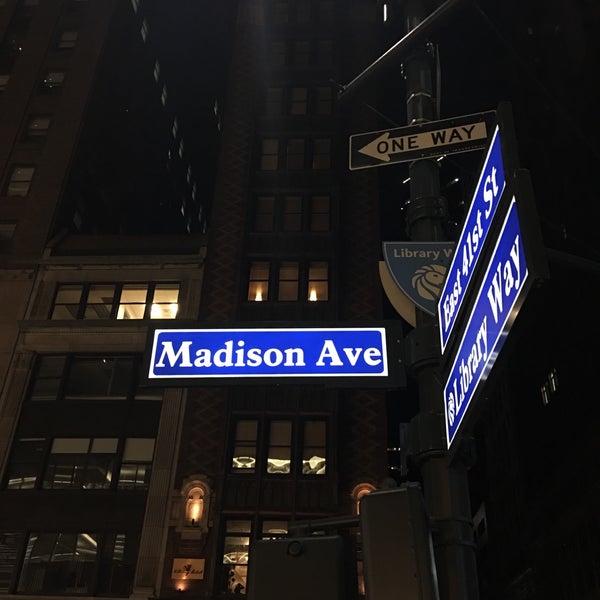 ONE WAY
East 41st St
Library W
Library Way
Madison Ave